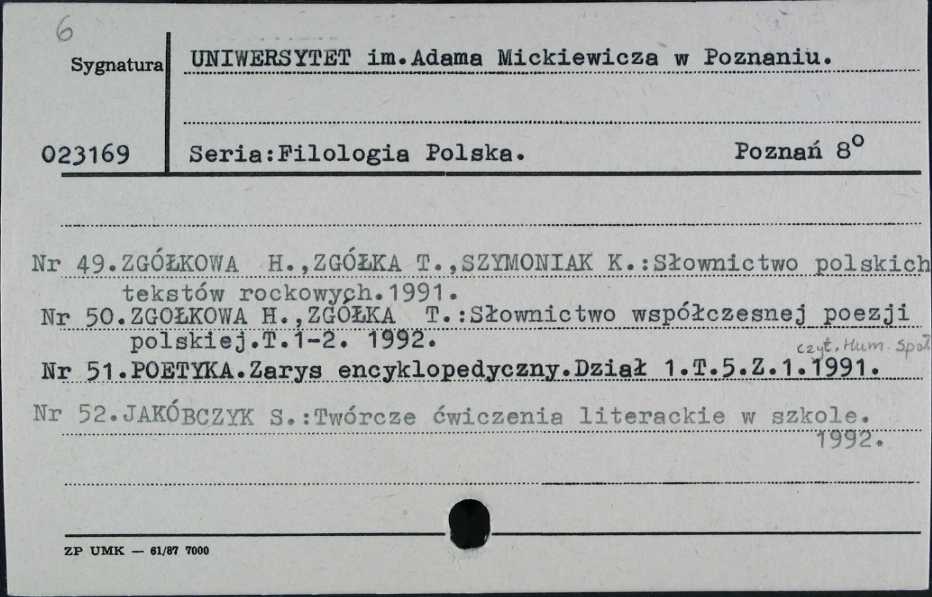 6
Sygnatura
UNIWERSYTET im.Adama Mickiewicza w Poznaniu.
023169
Seria:Filologia Polska. Poznań 8o
Nr 49.ZGÓŁKOWA H.,ZGÓŁKA T.,SZYMONIAK K.:Słownictwo polskich
tekstów rockowych.1991.
Nr 50.ZGOŁKOWA H.,ZGÓŁKA T.:Słownictwo współczesnej poezji
polskiej.T.1-2. 1992.
czyt. Hum. Społ
Nr 51.POETYKA.Zarys encyklopedyczny.Dział 1.T.5.Z.1.1991.
Nr 52.JAKÓBCZYK S.:Twórcze ćwiczenia literackie w szkole.
1992.
ZP UMK — 61/87 7000